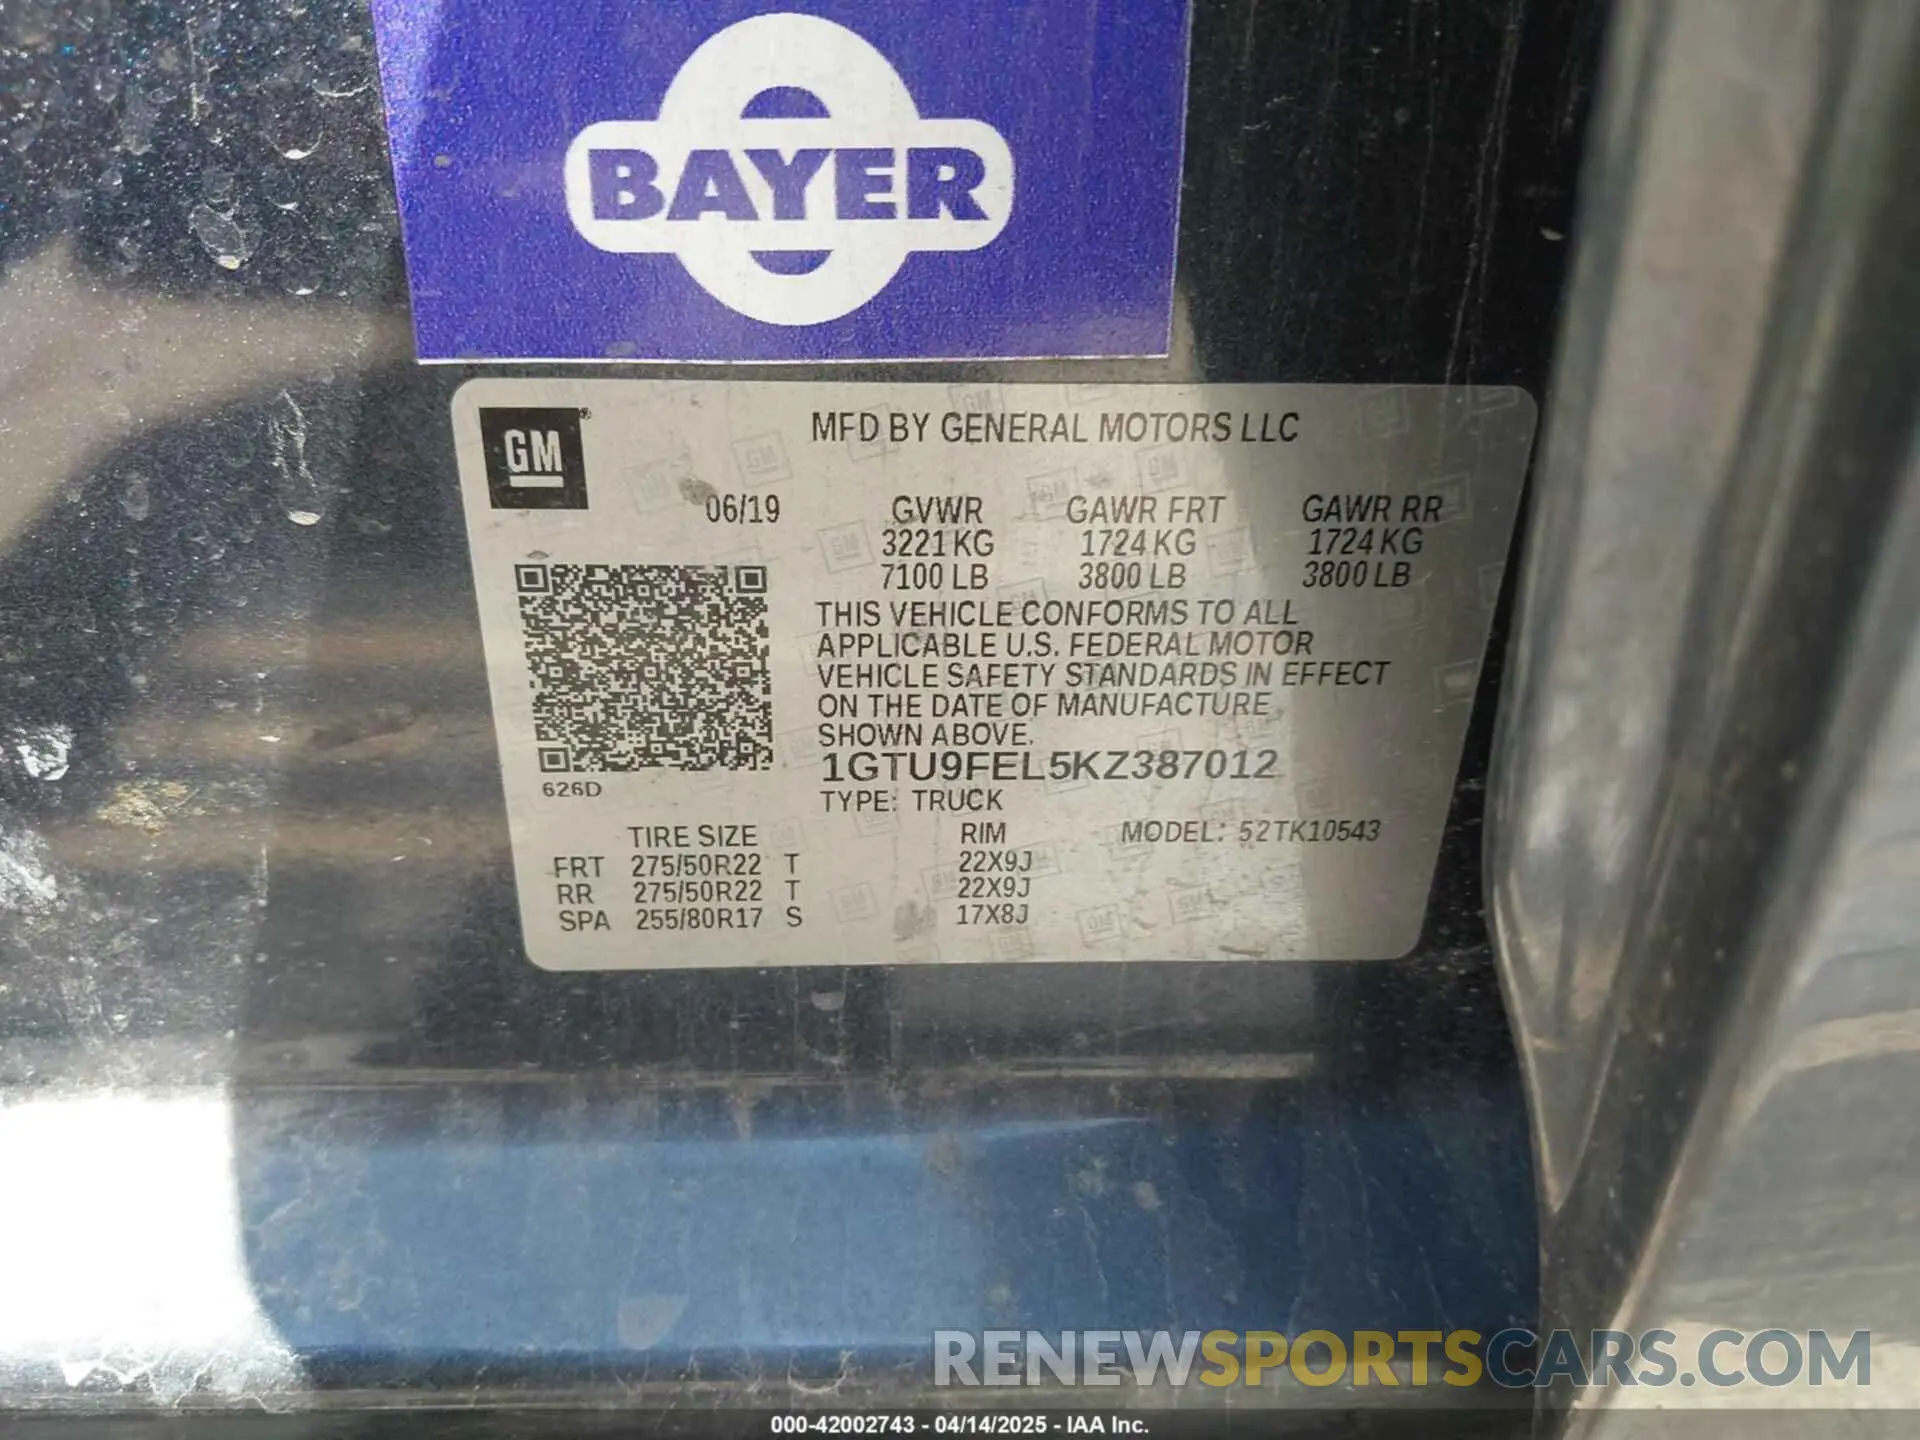 BAYER
GM
MFD BY GENERAL MOTORS LLC
06/19 GVWR GAWR FRT GAWR RR
3221 KG 1724 KG 1724 KG
7100 LB 3800 LB 3800 LB
THIS VEHICLE CONFORMS TO ALL
APPLICABLE U.S. FEDERAL MOTOR
VEHICLE SAFETY STANDARDS IN EFFECT
ON THE DATE OF MANUFACTURE
SHOWN ABOVE.
1GTU9FEL5KZ387012
626D
TYPE: TRUCK
TIRE SIZE RIM MODEL: 52TK10543
FRT 275/50R22 T 22X9J
RR 275/50R22 T 22X9J
SPA 255/80R17 S 17X8J
RENEWSPORTSCARS.COM
000-42002743 - 04/14/2025 - IAA Inc.